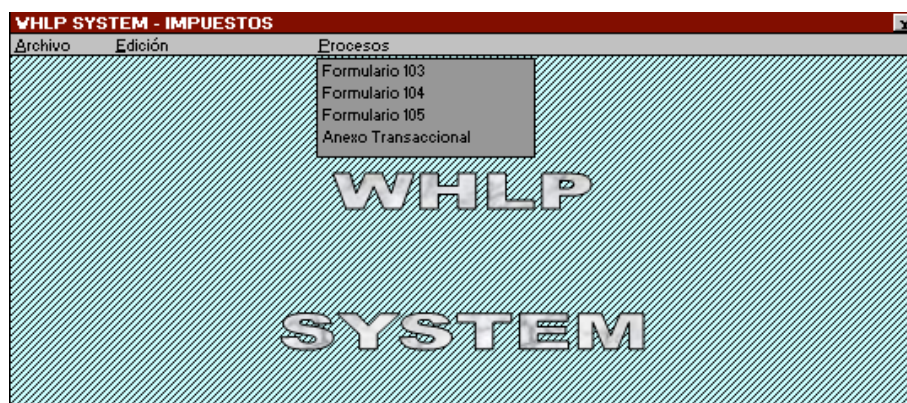 WHLP SYSTEM - IMPUESTOS
Archivo Edición Procesos
Formulario 103
Formulario 104
Formulario 105
Anexo Transaccional
WHLP
SYSTEM